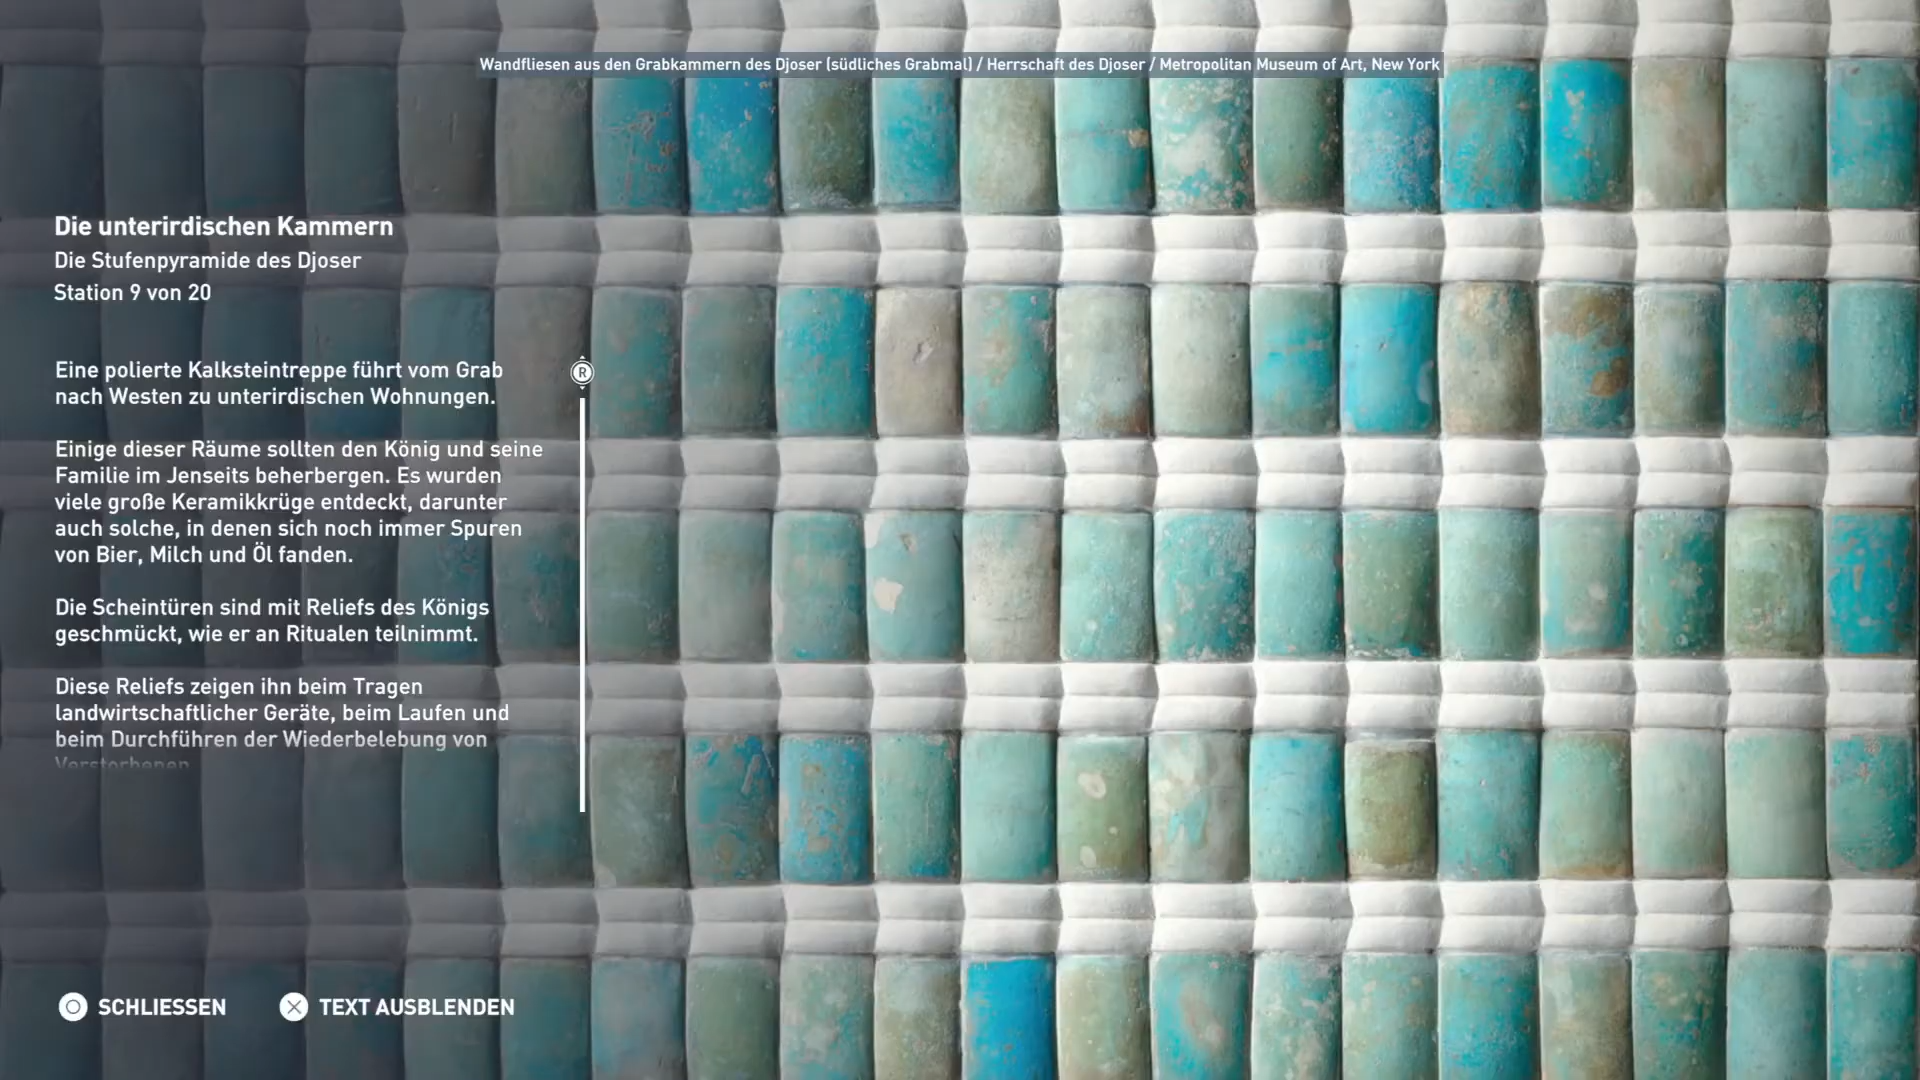 Wandfliesen aus den Grabkammern des Djoser (südliches Grabmal) / Herrschaft des Djoser / Metropolitan Museum of Art, New York
Die unterirdischen Kammern
Die Stufenpyramide des Djoser
Station 9 von 20
Eine polierte Kalksteintreppe führt vom Grab
nach Westen zu unterirdischen Wohnungen.
Einige dieser Räume sollten den König und seine
Familie im Jenseits beherbergen. Es wurden
viele große Keramikkrüge entdeckt, darunter
auch solche, in denen sich noch immer Spuren
von Bier, Milch und Öl fanden.
Die Scheintüren sind mit Reliefs des Königs
geschmückt, wie er an Ritualen teilnimmt.
Diese Reliefs zeigen ihn beim Tragen
landwirtschaftlicher Geräte, beim Laufen und
beim Durchführen der Wiederbelebung von
Verstorbenen.
R
SCHLIESSEN
TEXT AUSBLENDEN